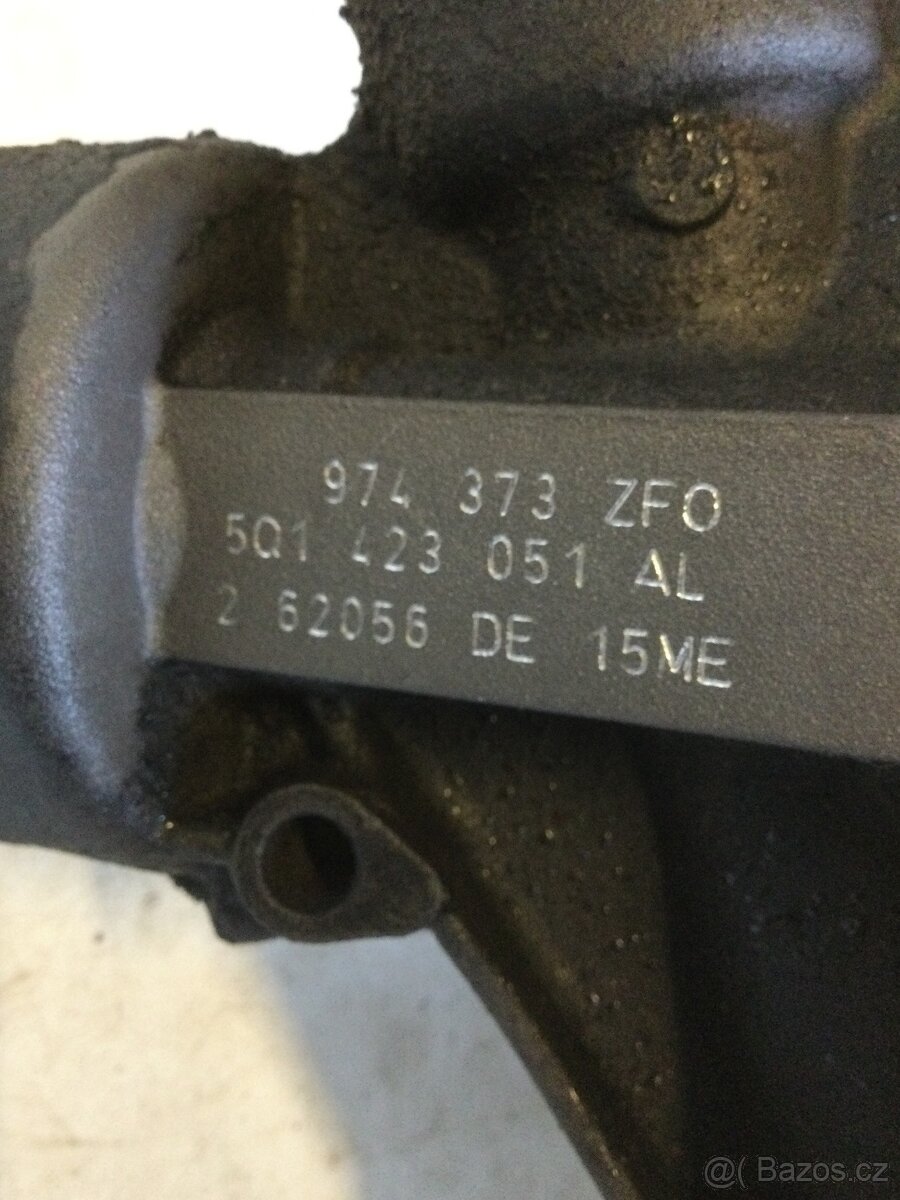 974 373 ZFO
5Q1 423 051 AL
2 62056 DE 15ME
@( Bazos.cz